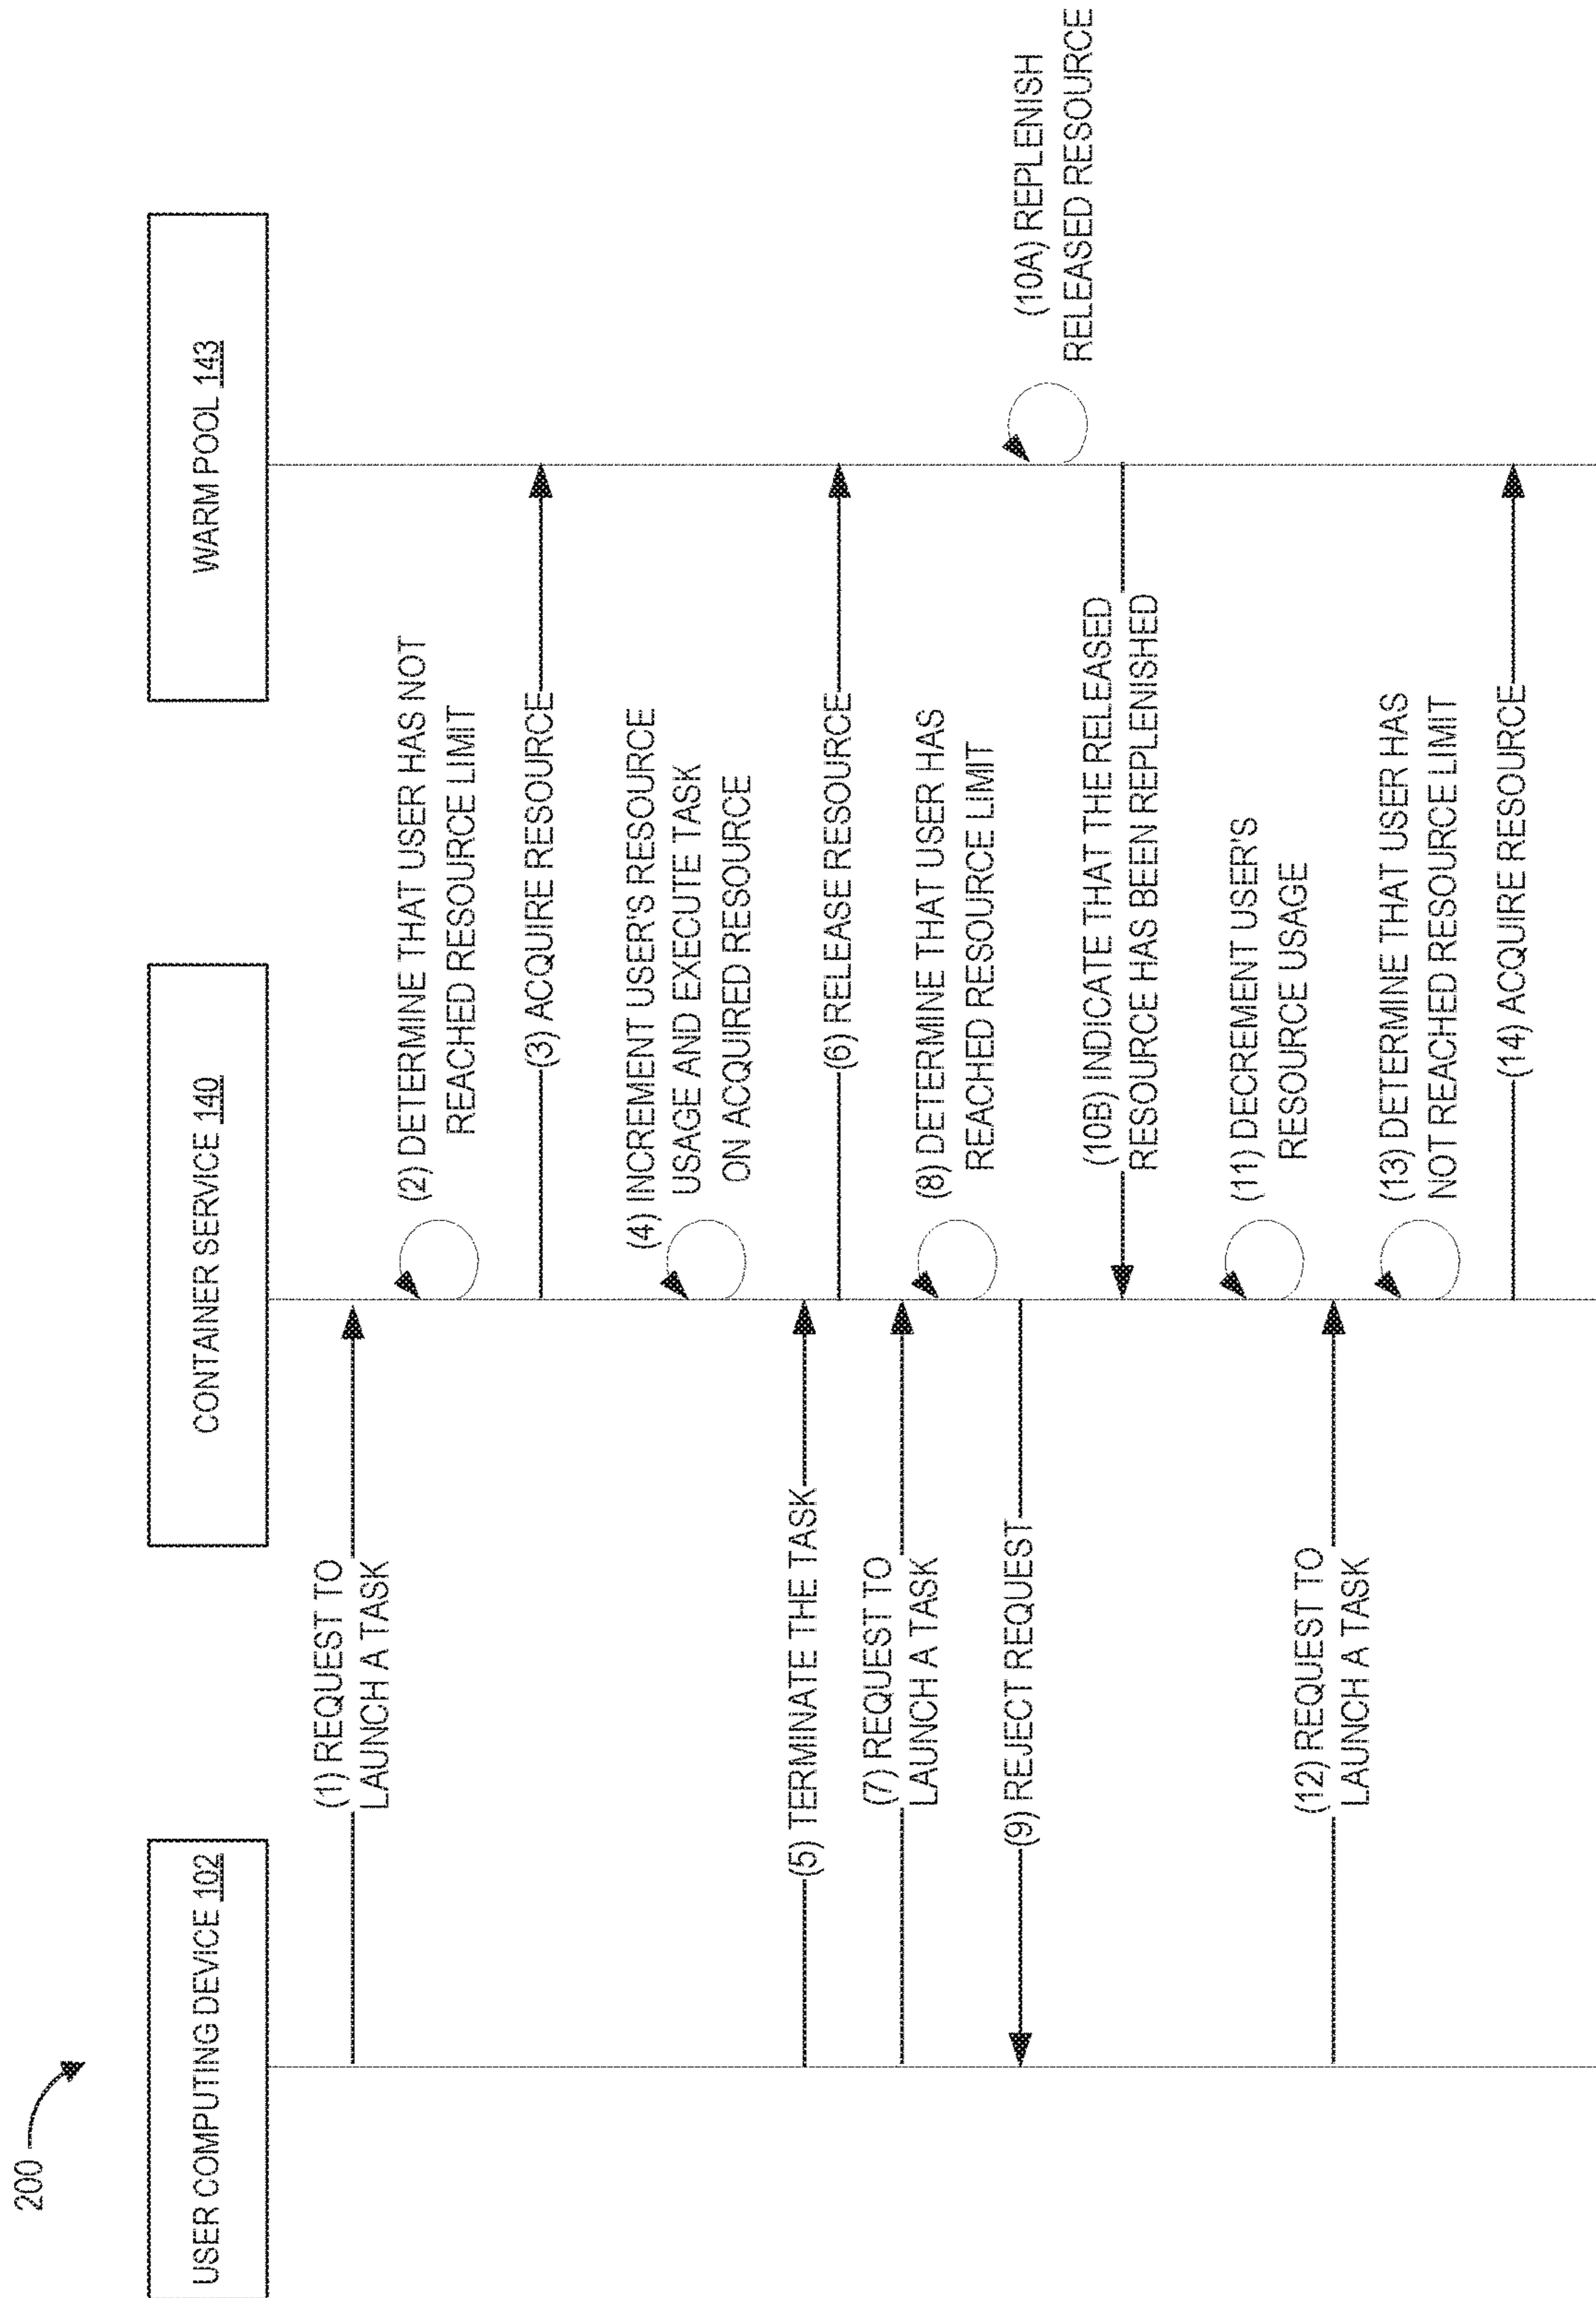 200
USER COMPUTING DEVICE 102
CONTAINER SERVICE 140
WARM POOL 143
(1) REQUEST TO
LAUNCH A TASK
(2) DETERMINE THAT USER HAS NOT
REACHED RESOURCE LIMIT
(3) ACQUIRE RESOURCE
(4) INCREMENT USER'S RESOURCE
USAGE AND EXECUTE TASK
ON ACQUIRED RESOURCE
(5) TERMINATE THE TASK
(6) RELEASE RESOURCE
(7) REQUEST TO
LAUNCH A TASK
(8) DETERMINE THAT USER HAS
REACHED RESOURCE LIMIT
(9) REJECT REQUEST
(10A) REPLENISH
RELEASED RESOURCE
(10B) INDICATE THAT THE RELEASED
RESOURCE HAS BEEN REPLENISHED
(11) DECREMENT USER'S
RESOURCE USAGE
(12) REQUEST TO
LAUNCH A TASK
(13) DETERMINE THAT USER HAS
NOT REACHED RESOURCE LIMIT
(14) ACQUIRE RESOURCE